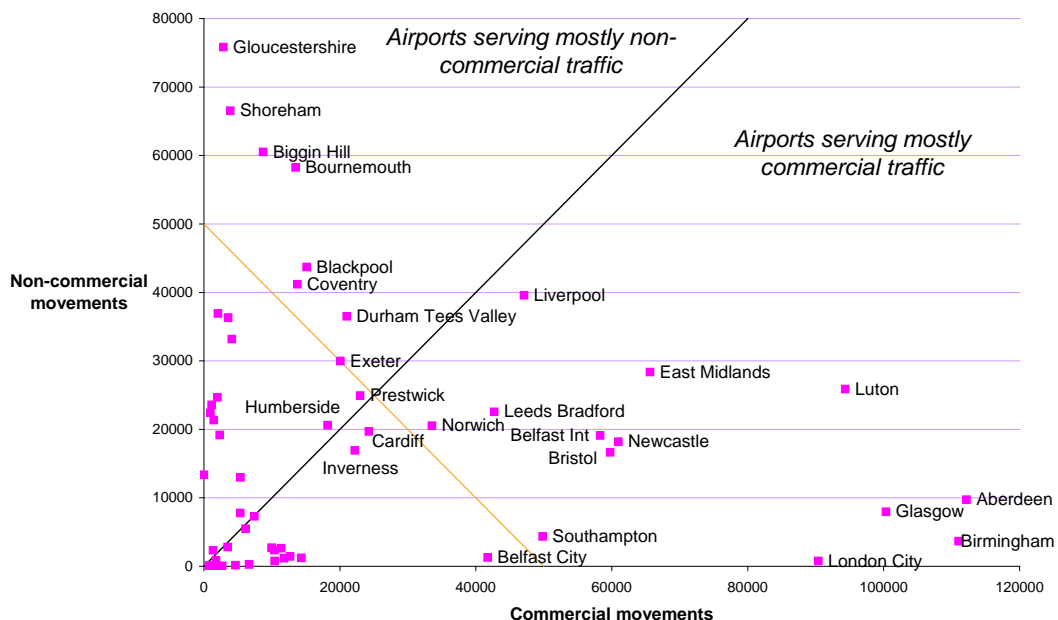 80000
70000
60000
50000
40000
30000
20000
10000
0
Non-commercial
movements
Airports serving mostly non-
commercial traffic
Airports serving mostly
commercial traffic
Gloucestershire
Shoreham
Biggin Hill
Bournemouth
Blackpool
Coventry
Liverpool
Durham Tees Valley
Exeter
East Midlands
Prestwick
Luton
Humberside
Leeds Bradford
Norwich
Belfast Int
Cardiff
Newcastle
Inverness
Bristol
Aberdeen
Glasgow
Southampton
Birmingham
Belfast City
London City
0
20000
40000
60000
80000
100000
120000
Commercial movements